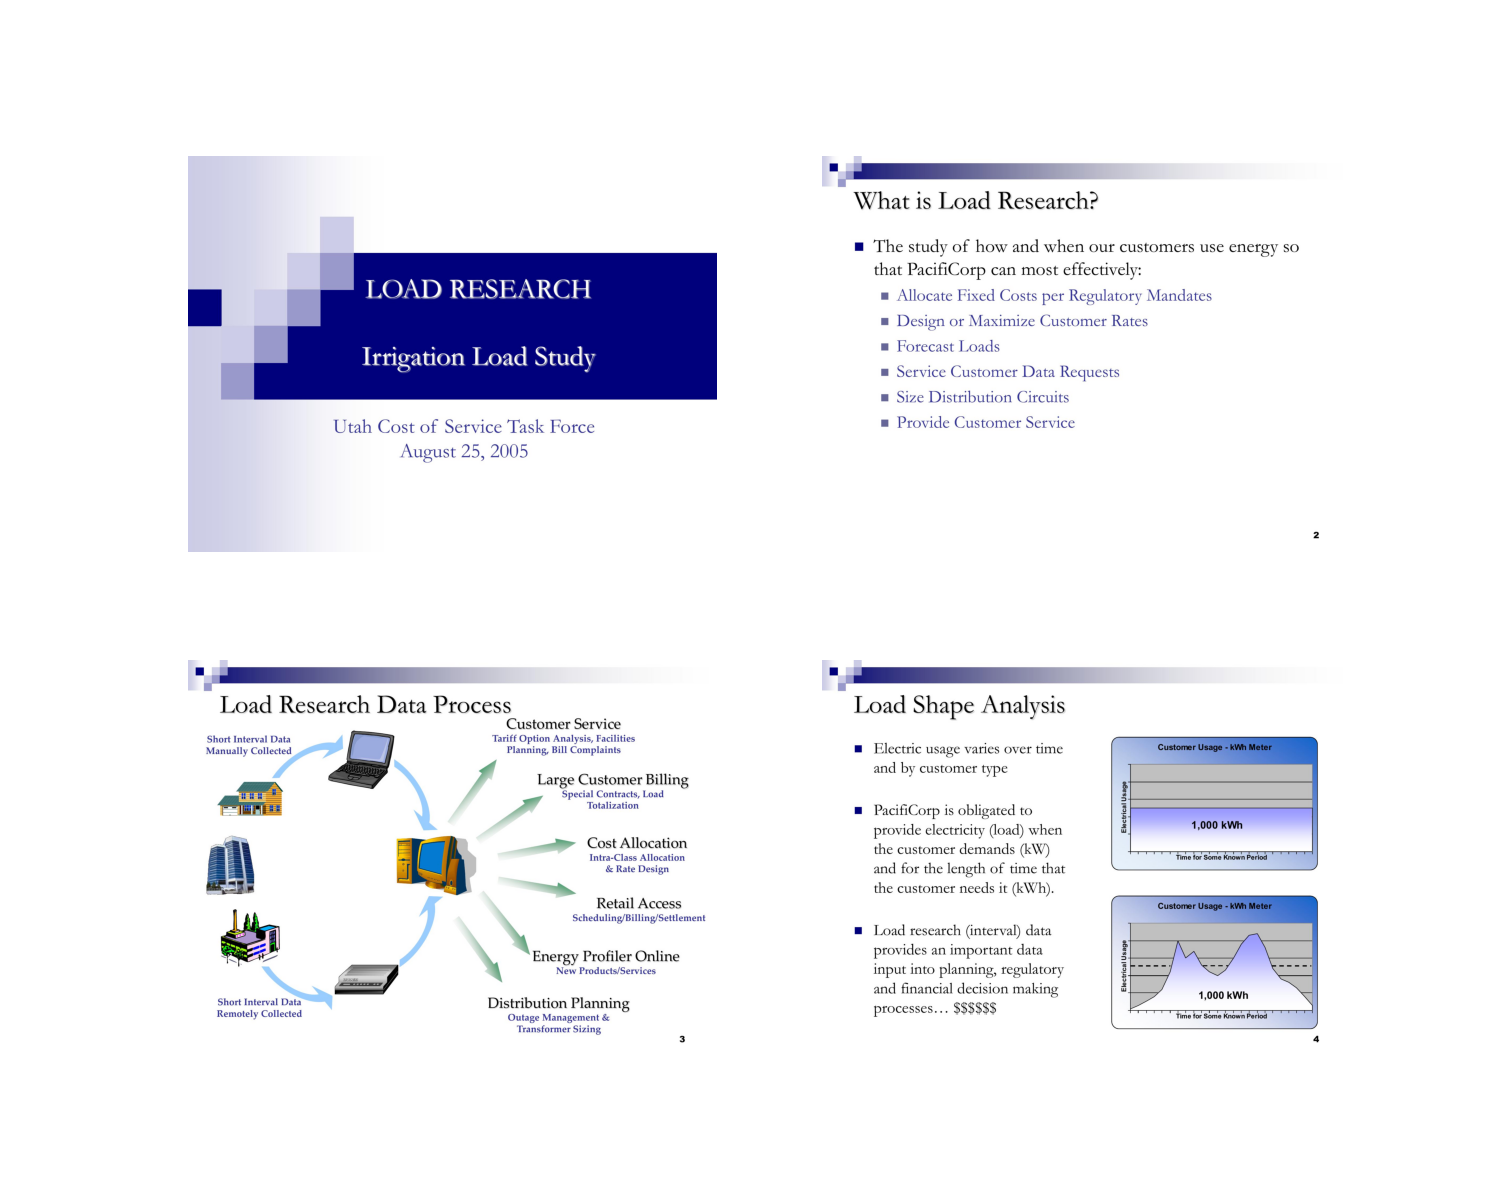 LOAD RESEARCH
Irrigation Load Study
Utah Cost of Service Task Force
August 25, 2005
What is Load Research?
The study of how and when our customers use energy so
that PacifiCorp can most effectively:
Allocate Fixed Costs per Regulatory Mandates
Design or Maximize Customer Rates
Forecast Loads
Service Customer Data Requests
Size Distribution Circuits
Provide Customer Service
2
Load Research Data Process
Short Interval Data
Manually Collected
Customer Service
Tariff Option Analysis, Facilities
Planning, Bill Complaints
Large Customer Billing
Special Contracts, Load
Totalization
Cost Allocation
Intra-Class Allocation
& Rate Design
Retail Access
Scheduling/Billing/Settlement
Energy Profiler Online
New Products/Services
Distribution Planning
Outage Management &
Transformer Sizing
Short Interval Data
Remotely Collected
3
Load Shape Analysis
Electric usage varies over time
and by customer type
PacifiCorp is obligated to
provide electricity (load) when
the customer demands (kW)
and for the length of time that
the customer needs it (kWh).
Load research (interval) data
provides an important data
input into planning, regulatory
and financial decision making
processes… $$$$$$
Customer Usage - kWh Meter
Electrical Usage
1,000 kWh
Time for Some Known Period
Customer Usage - kWh Meter
Electrical Usage
1,000 kWh
Time for Some Known Period
4